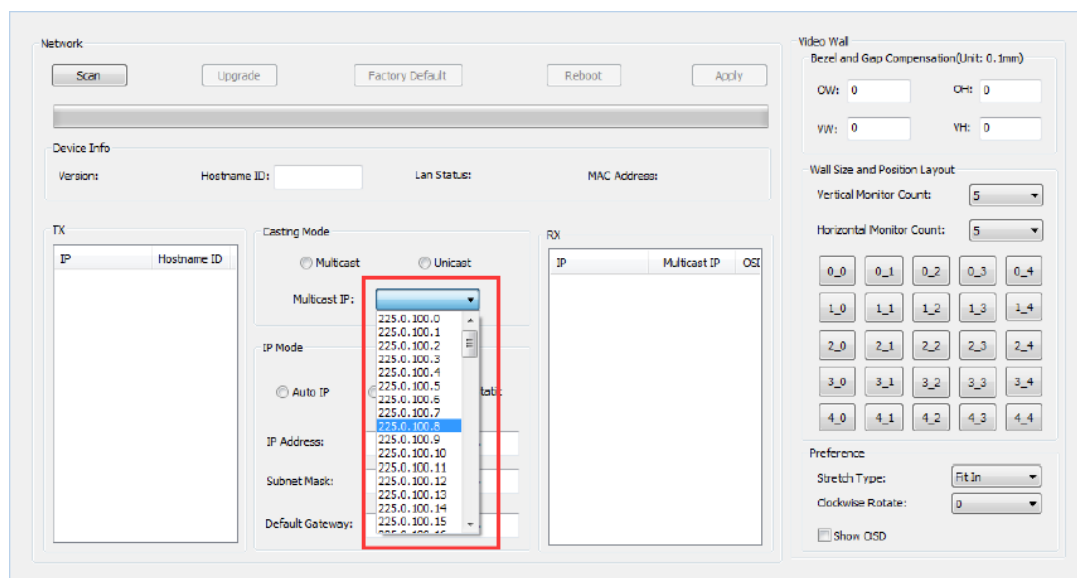 Network
Scan Upgrade Factory Default Reboot Apply
Device Info
Version: Hostname ID: Lan Status: MAC Address:
TX
IP Hostname ID
Casting Mode
Multicast Unicast
Multicast IP:
225.0.100.0
225.0.100.1
225.0.100.2
225.0.100.3
225.0.100.4
225.0.100.5
225.0.100.6
225.0.100.7
225.0.100.8
225.0.100.9
225.0.100.10
225.0.100.11
225.0.100.12
225.0.100.13
225.0.100.14
225.0.100.15
IP Mode
Auto IP
IP Address:
Subnet Mask:
Default Gateway:
RX
IP Multicast IP
Video Wall
Bezel and Gap Compensation(Unit: 0.1mm)
OW: 0 OH: 0
VW: 0 VH: 0
Wall Size and Position Layout
Vertical Monitor Count: 5
Horizontal Monitor Count: 5
0_0 0_1 0_2 0_3 0_4
1_0 1_1 1_2 1_3 1_4
2_0 2_1 2_2 2_3 2_4
3_0 3_1 3_2 3_3 3_4
4_0 4_1 4_2 4_3 4_4
Preference
Stretch Type: Fit In
Clockwise Rotate: 0
Show OSD